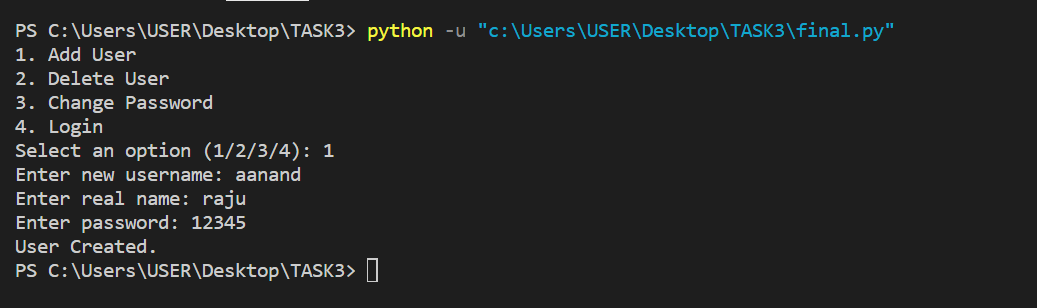 PS C:\Users\USER\Desktop\TASK3> python -u "c:\Users\USER\Desktop\TASK3\final.py"
1. Add User
2. Delete User
3. Change Password
4. Login
Select an option (1/2/3/4): 1
Enter new username: aanand
Enter real name: raju
Enter password: 12345
User Created.
PS C:\Users\USER\Desktop\TASK3>